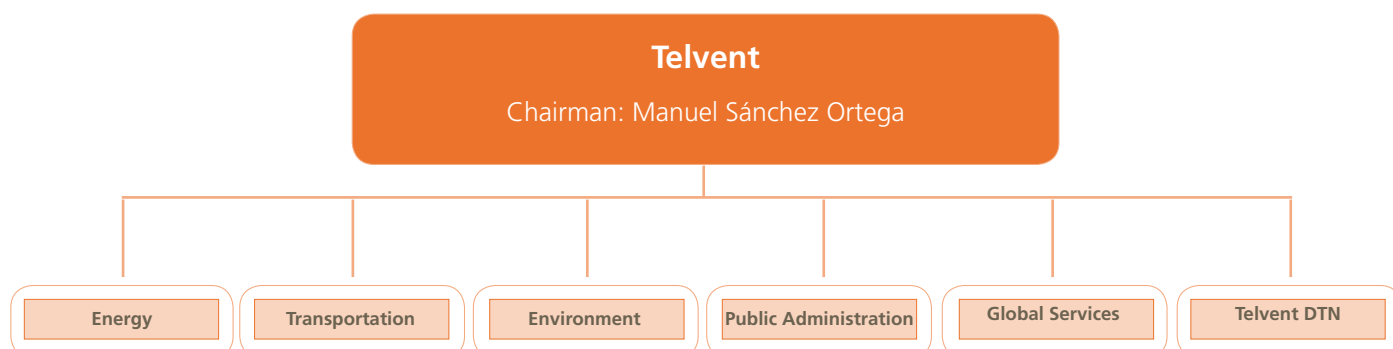 Telvent
Chairman: Manuel Sánchez Ortega
Energy
Transportation
Environment
Public Administration
Global Services
Telvent DTN